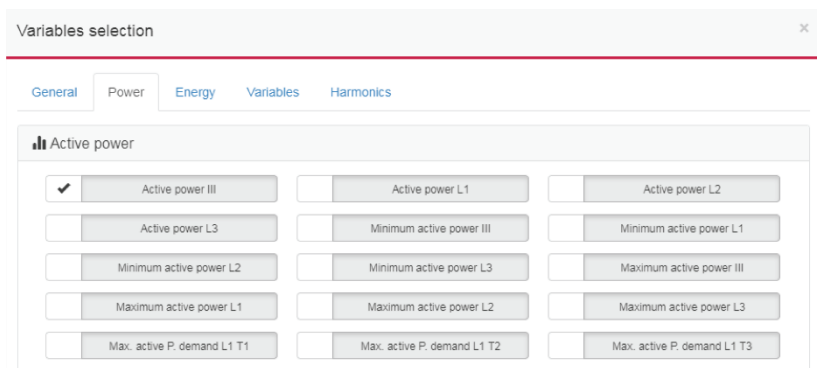 Variables selection ×
General Power Energy Variables Harmonics
Active power
Active power III Active power L1 Active power L2
Active power L3 Minimum active power III Minimum active power L1
Minimum active power L2 Minimum active power L3 Maximum active power III
Maximum active power L1 Maximum active power L2 Maximum active power L3
Max. active P. demand L1 T1 Max. active P. demand L1 T2 Max. active P. demand L1 T3